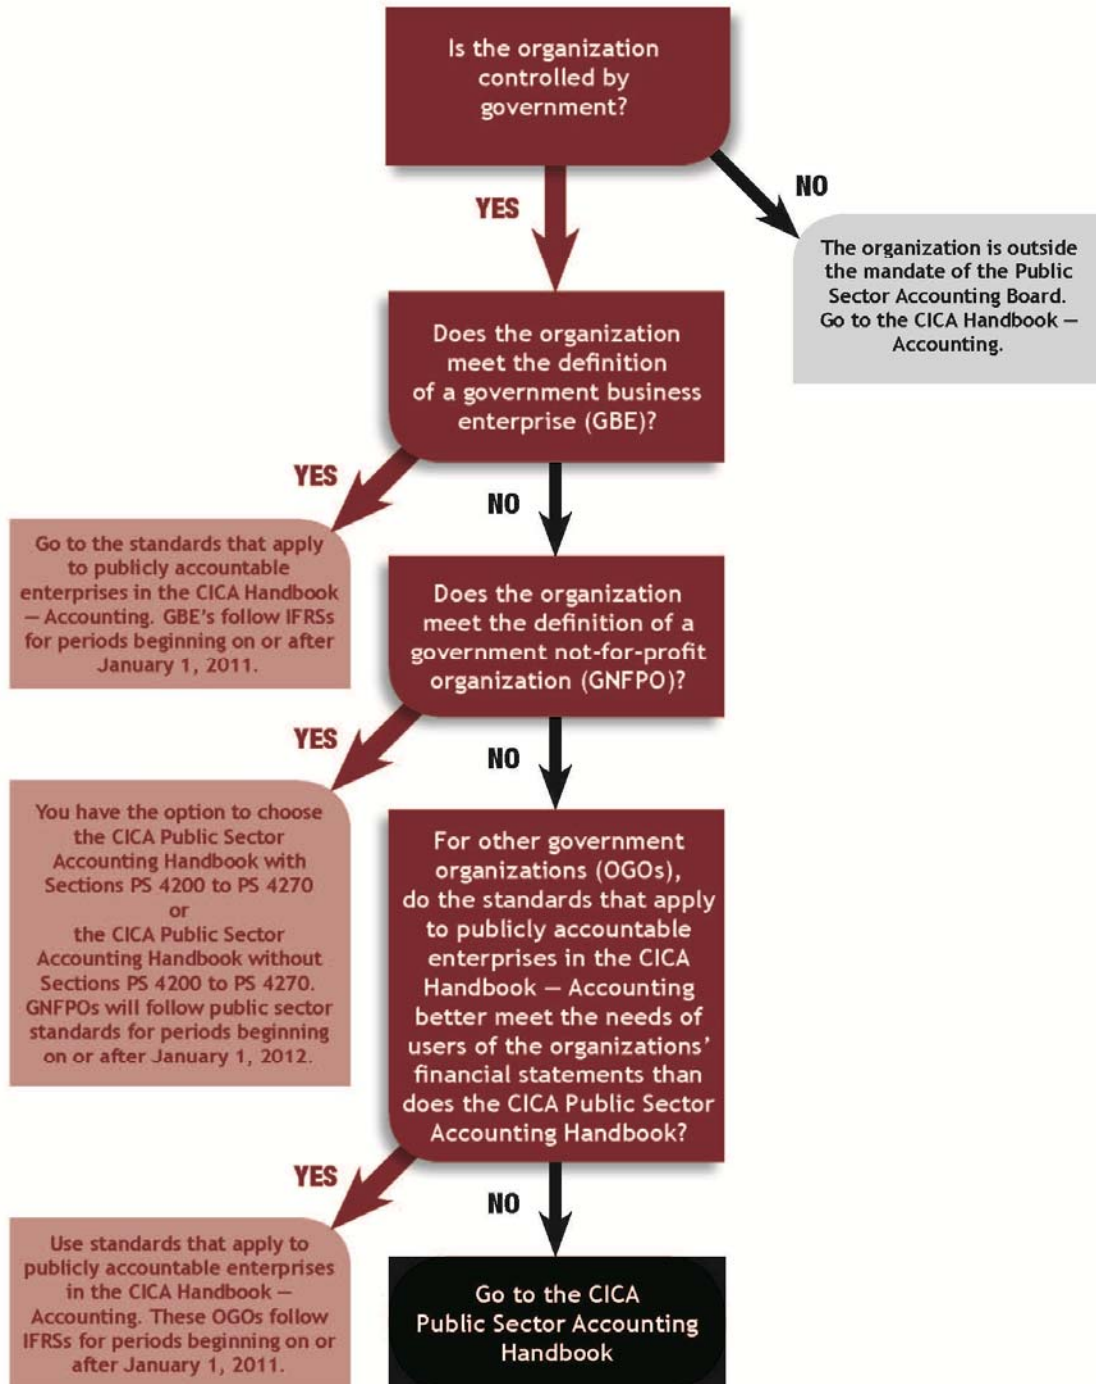 Is the organization
controlled by
government?
NO
YES
The organization is outside
the mandate of the Public
Sector Accounting Board.
Go to the CICA Handbook —
Accounting.
Does the organization
meet the definition
of a government business
enterprise (GBE)?
YES
NO
Go to the standards that apply
to publicly accountable
enterprises in the CICA Handbook
— Accounting. GBE's follow IFRSs
for periods beginning on or after
January 1, 2011.
Does the organization
meet the definition of a
government not-for-profit
organization (GNFPO)?
YES
NO
You have the option to choose
the CICA Public Sector
Accounting Handbook with
Sections PS 4200 to PS 4270
or
the CICA Public Sector
Accounting Handbook without
Sections PS 4200 to PS 4270.
GNFPOs will follow public sector
standards for periods beginning
on or after January 1, 2012.
For other government
organizations (OGOs),
do the standards that apply
to publicly accountable
enterprises in the CICA
Handbook — Accounting
better meet the needs of
users of the organizations'
financial statements than
does the CICA Public Sector
Accounting Handbook?
YES
NO
Use standards that apply to
publicly accountable enterprises
in the CICA Handbook —
Accounting. These OGOs follow
IFRSs for periods beginning on or
after January 1, 2011.
Go to the CICA
Public Sector Accounting
Handbook